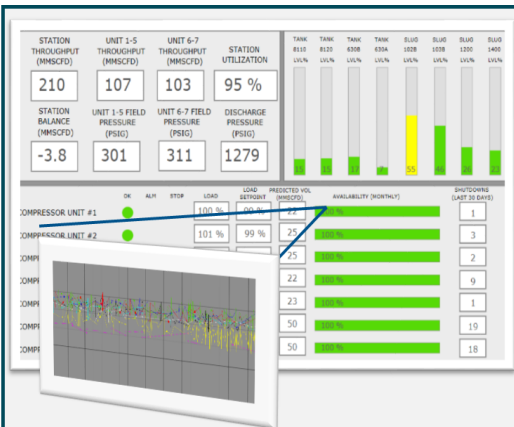 STATION THROUGHPUT (MMSCFD)
UNIT 1-5 THROUGHPUT (MMSCFD)
UNIT 6-7 THROUGHPUT (MMSCFD)
STATION UTILIZATION
210
107
103
95 %
STATION BALANCE (MMSCFD)
UNIT 1-5 FIELD PRESSURE (PSIG)
UNIT 6-7 FIELD PRESSURE (PSIG)
DISCHARGE PRESSURE (PSIG)
-3.8
301
311
1279
TANK 8110 LVL%
TANK 8120 LVL%
TANK 630B LVL%
TANK 630A LVL%
SLUG 102B LVL%
SLUG 103B LVL%
SLUG 1200 LVL%
SLUG 1400 LVL%
15
17
55
46
OK ALM STOP LOAD LOAD SETPOINT PREDICTED VOL (MMCFD) AVAILABILITY (MONTHLY) SHUTDOWNS (LAST 30 DAYS)
COMPRESSOR UNIT #1 100 % 22 100 % 1
COMPRESSOR UNIT #2 101 % 99 % 25 3
25 100 % 2
22 100 % 9
23 100 % 1
50 100 % 19
50 100 % 18